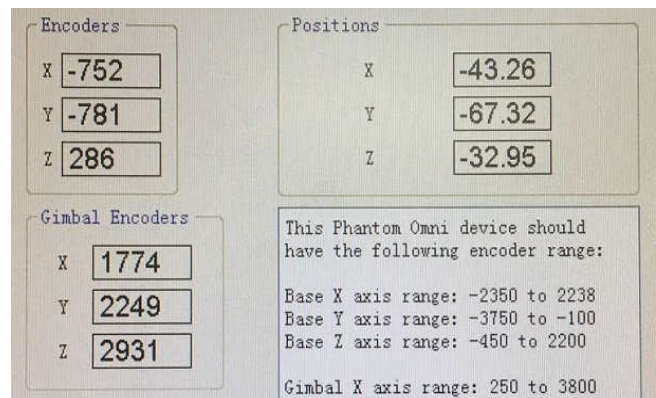 Encoders
X -752
Y -781
Z 286
Positions
X -43.26
Y -67.32
Z -32.95
Gimbal Encoders
X 1774
Y 2249
Z 2931
This Phantom Omni device should
have the following encoder range:
Base X axis range: -2350 to 2238
Base Y axis range: -3750 to -100
Base Z axis range: -450 to 2200
Gimbal X axis range: 250 to 3800